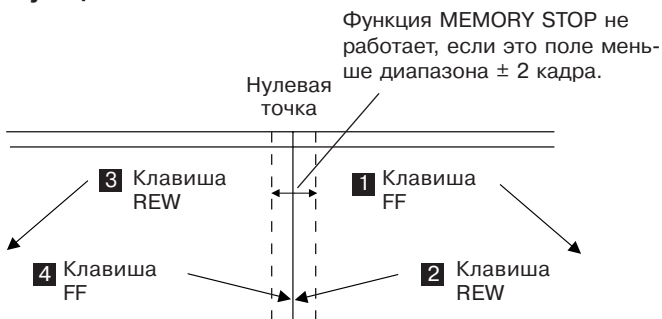 Функция MEMORY STOP не
работает, если это поле мень-
ше диапазона ± 2 кадра.
Нулевая
точка
3 Клавиша
REW
1 Клавиша
FF
4 Клавиша
FF
2 Клавиша
REW